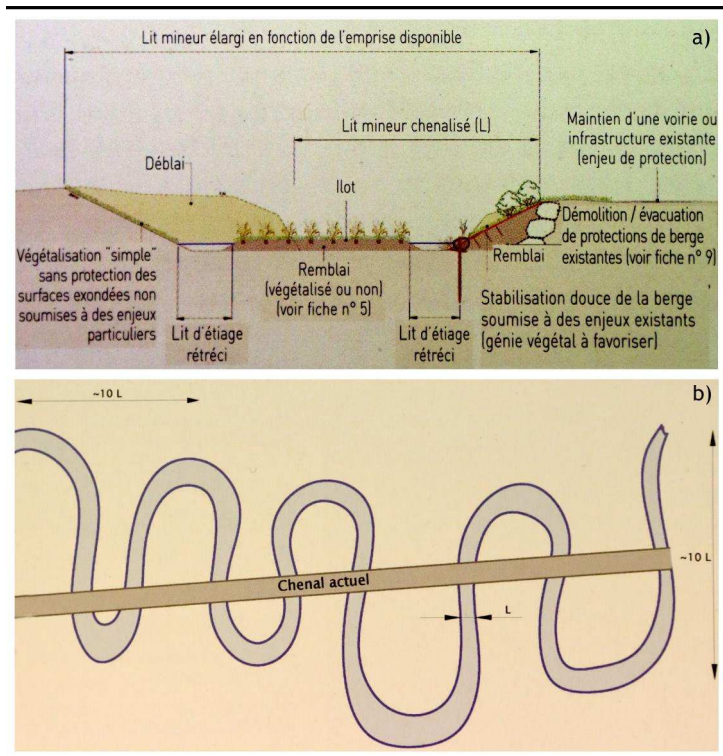 a)
Lit mineur élargi en fonction de l'emprise disponible
Lit mineur chenalisé (L)
Maintien d'une voirie ou
infrastructure existante
(enjeu de protection)
Déblai
Ilot
Végétalisation "simple"
sans protection des
surfaces exondées non
soumises à des enjeux
particuliers
Remblai
(végétalisé ou non)
(voir fiche n° 5)
Démolition / évacuation
de protections de berge
existantes (voir fiche n° 9)
Remblai
Lit d'étiage
rétréci
Lit d'étiage
rétréci
Stabilisation douce de la berge
soumise à des enjeux existants
(génie végétal à favoriser)
b)
~10 L
~10 L
Chenal actuel
L